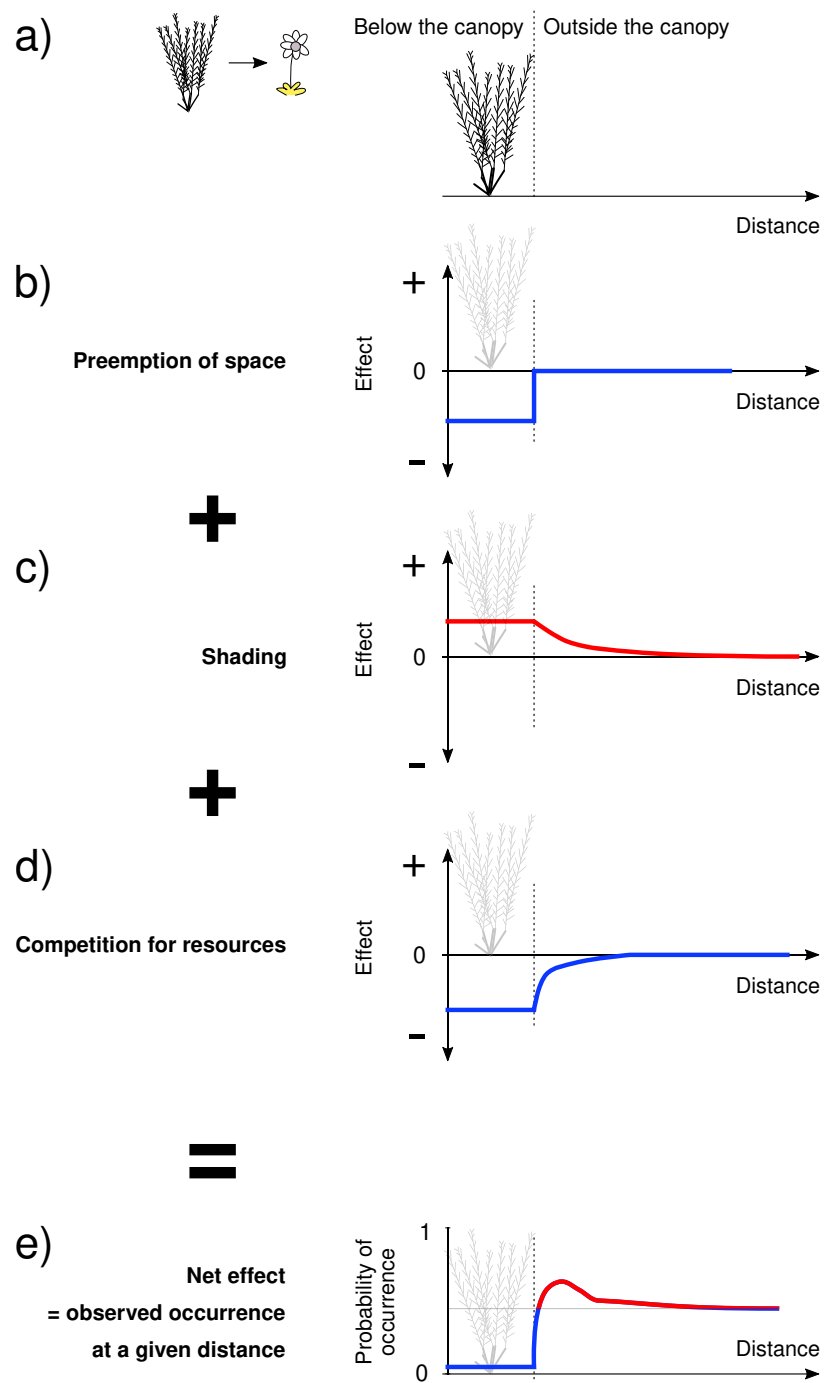 a)
Below the canopy
Outside the canopy
Distance
b)
Preemption of space
Effect
+
0
-
Distance
+
c)
Shading
Effect
+
0
-
Distance
+
d)
Competition for resources
Effect
+
0
-
Distance
=
e)
Net effect
= observed occurrence
at a given distance
Probability of
occurrence
1
0
Distance